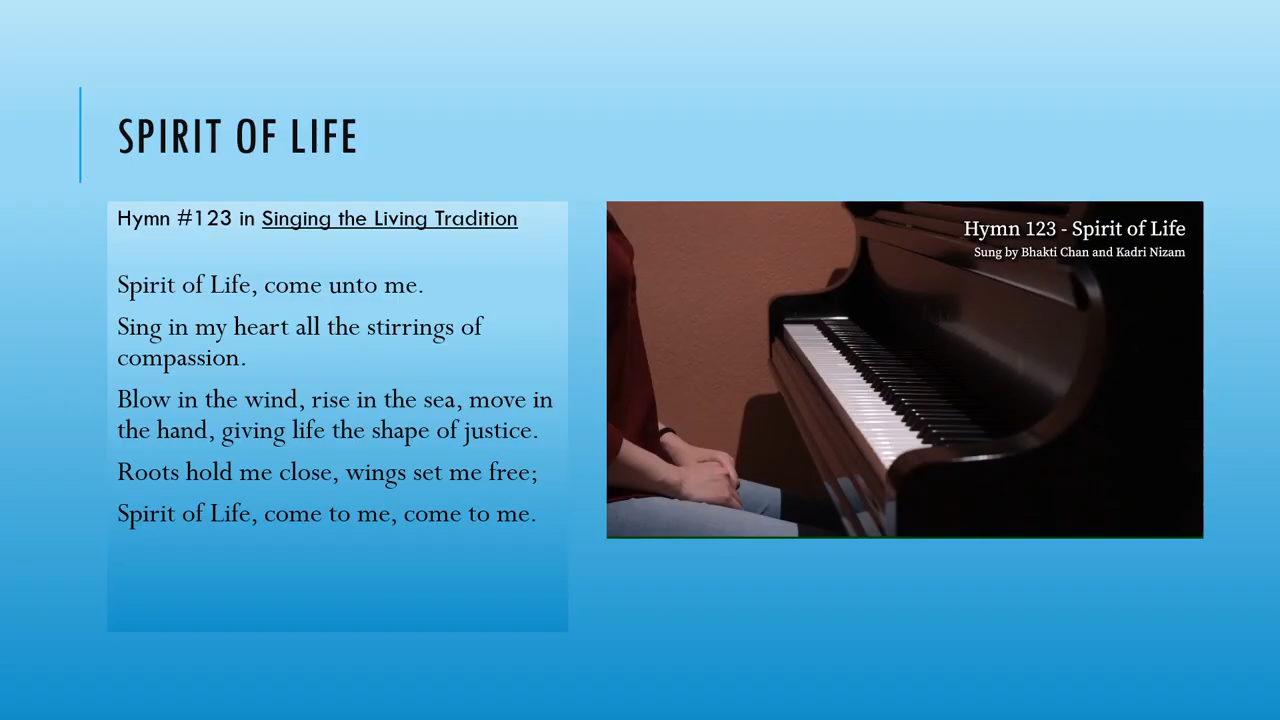 SPIRIT OF LIFE
Hymn #123 in Singing the Living Tradition
Spirit of Life, come unto me.
Sing in my heart all the stirrings of
compassion.
Blow in the wind, rise in the sea, move in
the hand, giving life the shape of justice.
Roots hold me close, wings set me free;
Spirit of Life, come to me, come to me.
Hymn 123 - Spirit of Life
Sung by Bhakti Chan and Kadri Nizam